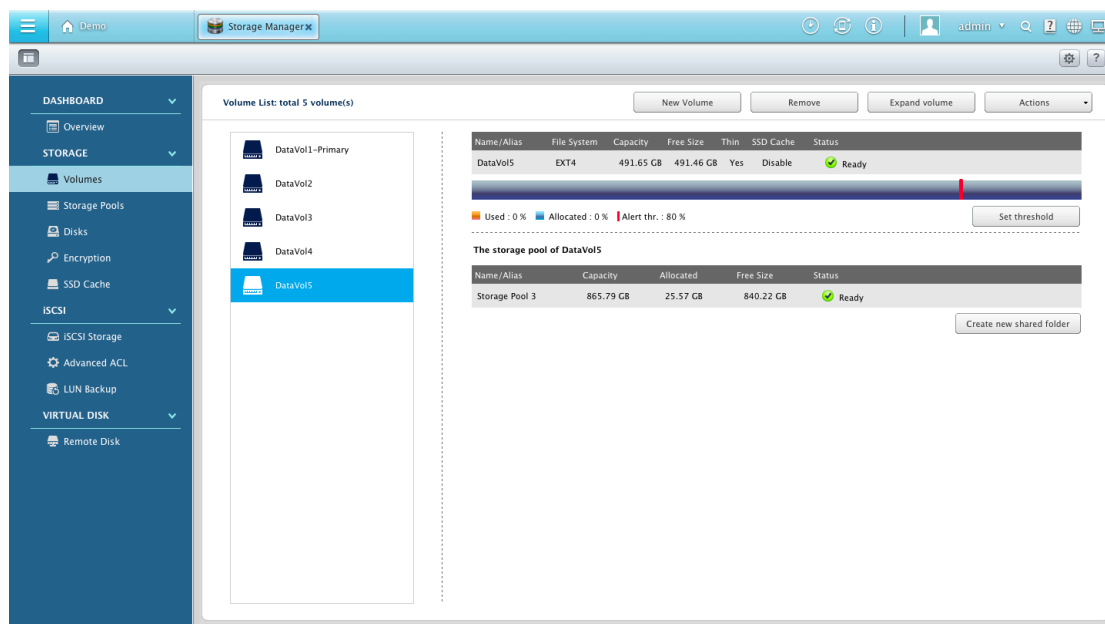 Demo
Storage Manager
admin
DASHBOARD
Overview
STORAGE
Volumes
Storage Pools
Disks
Encryption
SSD Cache
iSCSI
iSCSI Storage
Advanced ACL
LUN Backup
VIRTUAL DISK
Remote Disk
Volume List: total 5 volume(s)
New Volume
Remove
Expand volume
Actions
DataVol1-Primary
DataVol2
DataVol3
DataVol4
DataVol5
Name/Alias File System Capacity Free Size Thin SSD Cache Status
DataVol5 EXT4 491.65 GB 491.46 GB Yes Disable Ready
Used : 0 % Allocated : 0 % Alert thr. : 80 %
Set threshold
The storage pool of DataVol5
Name/Alias Capacity Allocated Free Size Status
Storage Pool 3 865.79 GB 25.57 GB 840.22 GB Ready
Create new shared folder